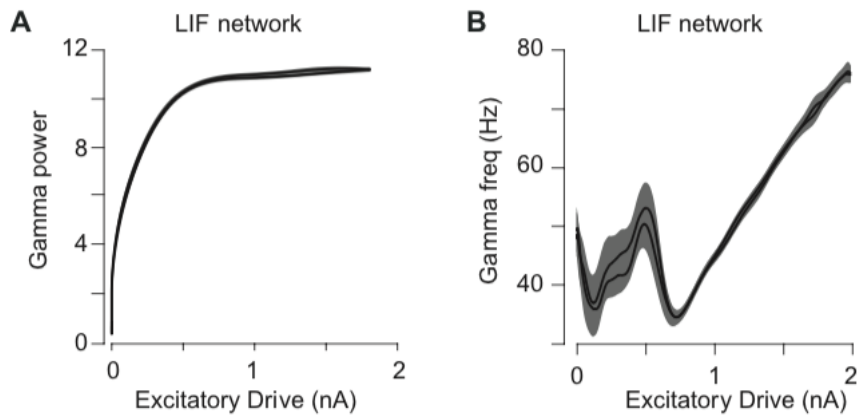 A
LIF network
12
8
4
0
Gamma power
0
1
2
Excitatory Drive (nA)
B
LIF network
80
60
40
Gamma freq (Hz)
0
1
2
Excitatory Drive (nA)